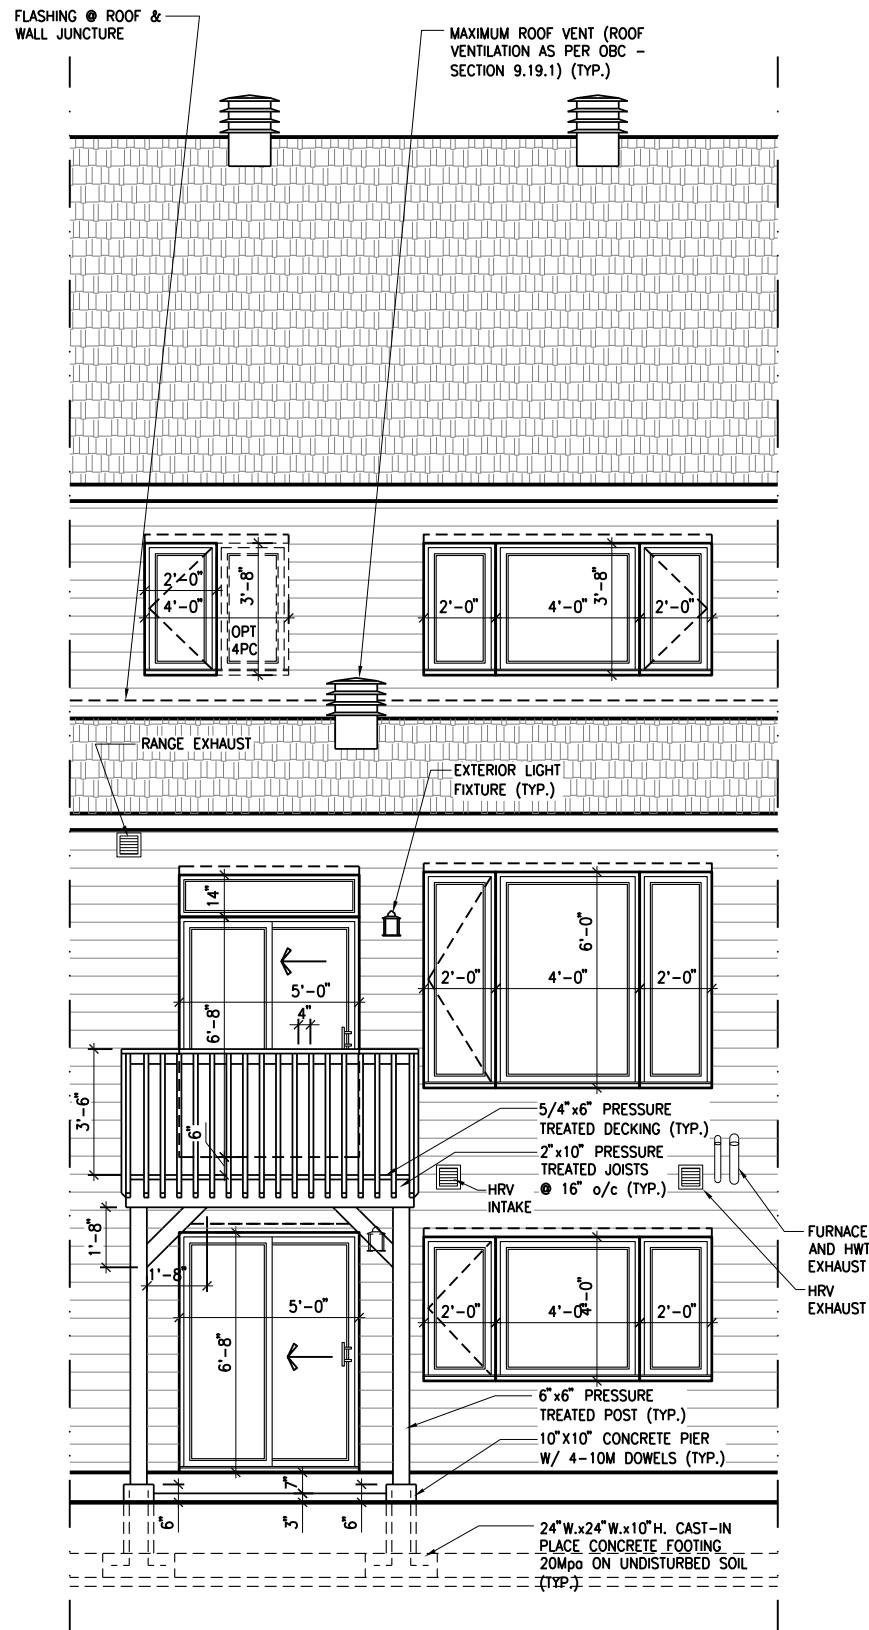 FLASHING @ ROOF &
WALL JUNCTURE
MAXIMUM ROOF VENT (ROOF
VENTILATION AS PER OBC -
SECTION 9.19.1) (TYP.)
2'-0"
4'-0"
3'-8"
OPT
4PC
2'-0"
4'-0"
3'-8"
2'-0"
RANGE EXHAUST
EXTERIOR LIGHT
FIXTURE (TYP.)
14"
6'-8"
5'-0"
4"
2'-0"
4'-0"
6'-0"
2'-0"
3'-6"
6"
5/4"x6" PRESSURE
TREATED DECKING (TYP.)
2"x10" PRESSURE
TREATED JOISTS
@ 16" o/c (TYP.)
HRV
INTAKE
1'-8"
1'-8"
FURNACE
AND HWT
EXHAUST
HRV
EXHAUST
5'-0"
6'-8"
2'-0"
4'-0"
4'-0"
2'-0"
6"x6" PRESSURE
TREATED POST (TYP.)
10"X10" CONCRETE PIER
W/ 4-10M DOWELS (TYP.)
7"
6"
3"
6"
24"W.x24"W.x10"H. CAST-IN
PLACE CONCRETE FOOTING
20Mpa ON UNDISTURBED SOIL
(TYP.)